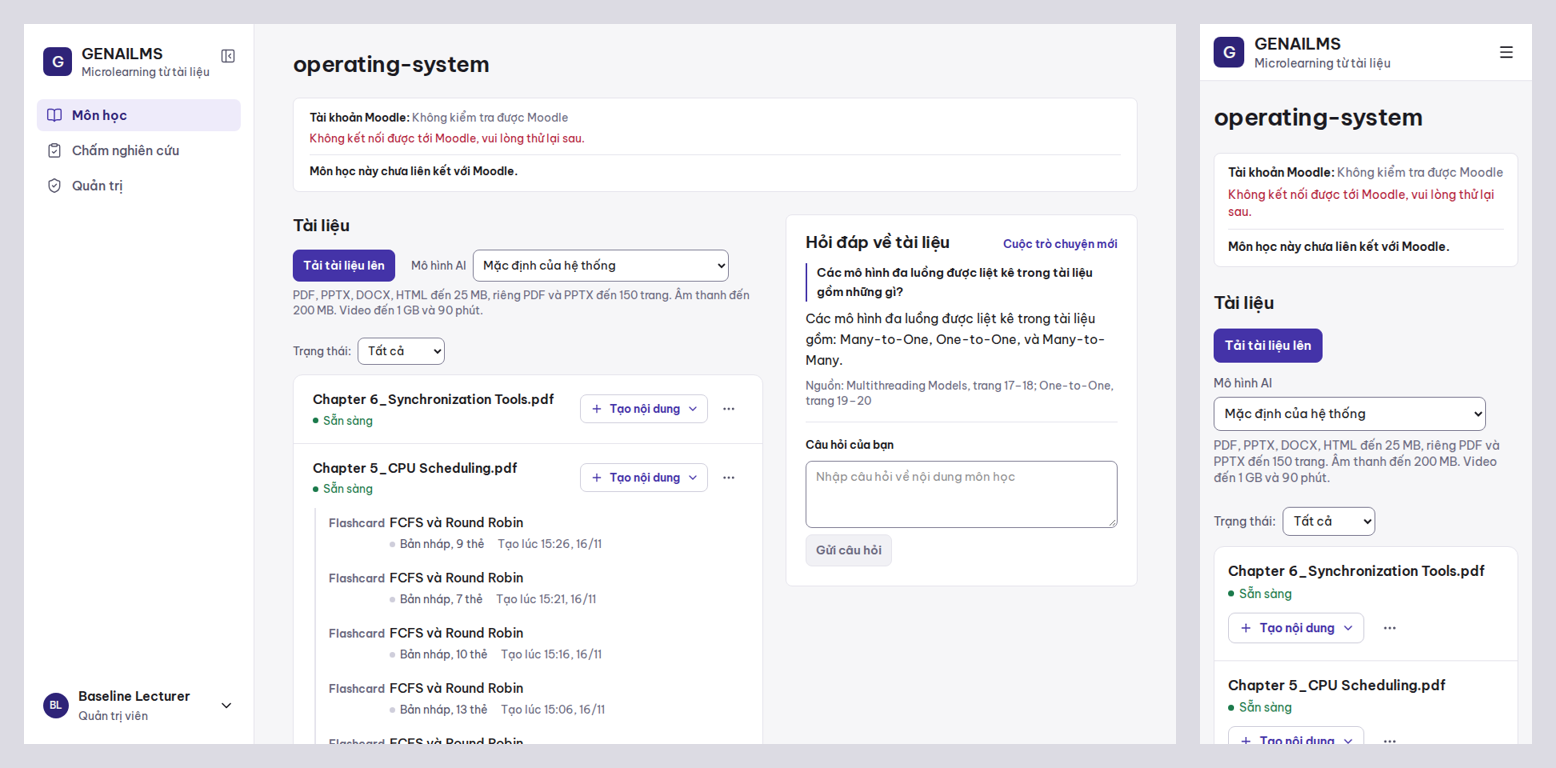 G
GENAILMS
Microlearning từ tài liệu
Môn học
Chấm nghiên cứu
Quản trị
BL
Baseline Lecturer
Quản trị viên
operating-system
Tài khoản Moodle: Không kiểm tra được Moodle
Không kết nối được tới Moodle, vui lòng thử lại sau.
Môn học này chưa liên kết với Moodle.
Tài liệu
Tải tài liệu lên
Mô hình AI
Mặc định của hệ thống
PDF, PPTX, DOCX, HTML đến 25 MB, riêng PDF và PPTX đến 150 trang. Âm thanh đến
200 MB. Video đến 1 GB và 90 phút.
Trạng thái:
Tất cả
Chapter 6_Synchronization Tools.pdf
Sẵn sàng
Tạo nội dung
Chapter 5_CPU Scheduling.pdf
Sẵn sàng
Tạo nội dung
Flashcard FCFS và Round Robin
Bản nháp, 9 thẻ Tạo lúc 15:26, 16/11
Flashcard FCFS và Round Robin
Bản nháp, 7 thẻ Tạo lúc 15:21, 16/11
Flashcard FCFS và Round Robin
Bản nháp, 10 thẻ Tạo lúc 15:16, 16/11
Flashcard FCFS và Round Robin
Bản nháp, 13 thẻ Tạo lúc 15:06, 16/11
Flashcard FCFS và Round Robin
Hỏi đáp về tài liệu
Cuộc trò chuyện mới
Các mô hình đa luồng được liệt kê trong tài liệu
gồm những gì?
Các mô hình đa luồng được liệt kê trong tài liệu
gồm: Many-to-One, One-to-One, và Many-to-
Many.
Nguồn: Multithreading Models, trang 17–18; One-to-One,
trang 19–20
Câu hỏi của bạn
Nhập câu hỏi về nội dung môn học
Gửi câu hỏi
G
GENAILMS
Microlearning từ tài liệu
operating-system
Tài khoản Moodle: Không kiểm tra được Moodle
Không kết nối được tới Moodle, vui lòng thử lại
sau.
Môn học này chưa liên kết với Moodle.
Tài liệu
Tải tài liệu lên
Mô hình AI
Mặc định của hệ thống
PDF, PPTX, DOCX, HTML đến 25 MB, riêng PDF và
PPTX đến 150 trang. Âm thanh đến 200 MB. Video
đến 1 GB và 90 phút.
Trạng thái:
Tất cả
Chapter 6_Synchronization Tools.pdf
Sẵn sàng
Tạo nội dung
Chapter 5_CPU Scheduling.pdf
Sẵn sàng
Tạo nội dung